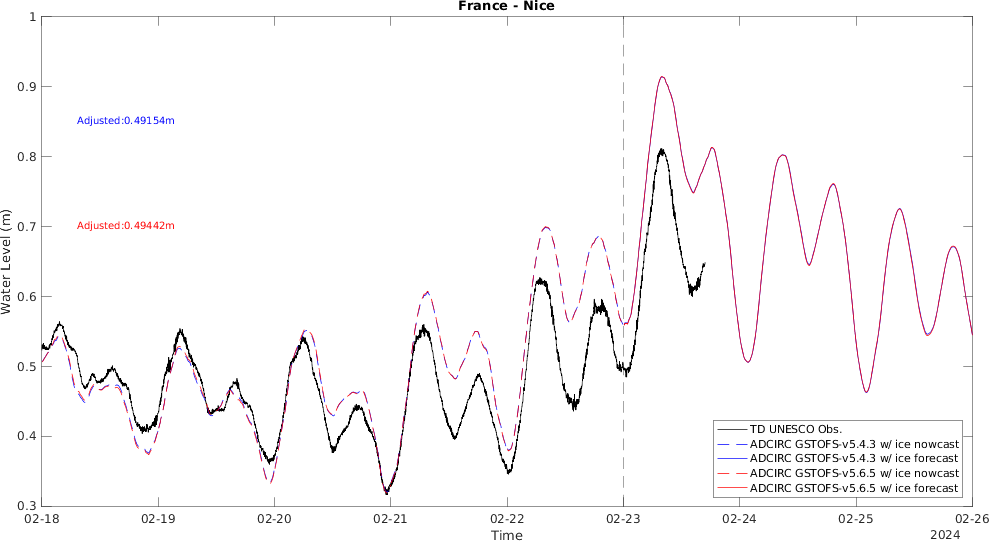 France - Nice
1
0.9
0.8
0.7
0.6
0.5
0.4
0.3
Water Level (m)
Adjusted:0.49154m
Adjusted:0.49442m
TD UNESCO Obs.
ADCIRC GSTOFS-v5.4.3 w/ ice nowcast
ADCIRC GSTOFS-v5.4.3 w/ ice forecast
ADCIRC GSTOFS-v5.6.5 w/ ice nowcast
ADCIRC GSTOFS-v5.6.5 w/ ice forecast
02-18 02-19 02-20 02-21 02-22 02-23 02-24 02-25 02-26
Time
2024